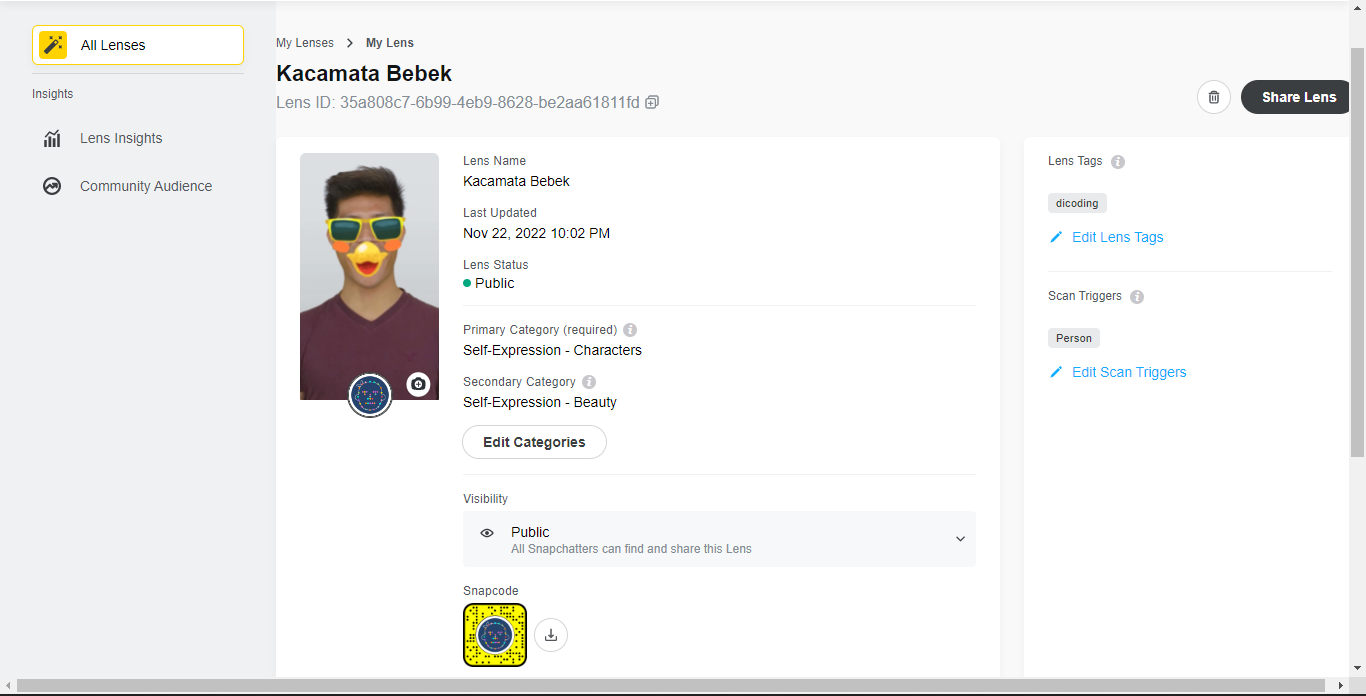 All Lenses
Insights
Lens Insights
Community Audience
My Lenses > My Lens
Kacamata Bebek
Lens ID: 35a808c7-6b99-4eb9-8628-be2aa61811fd
Share Lens
Lens Name
Kacamata Bebek
Last Updated
Nov 22, 2022 10:02 PM
Lens Status
Public
Primary Category (required)
Self-Expression - Characters
Secondary Category
Self-Expression - Beauty
Edit Categories
Visibility
Public
All Snapchatters can find and share this Lens
Snapcode
Lens Tags
dicoding
Edit Lens Tags
Scan Triggers
Person
Edit Scan Triggers